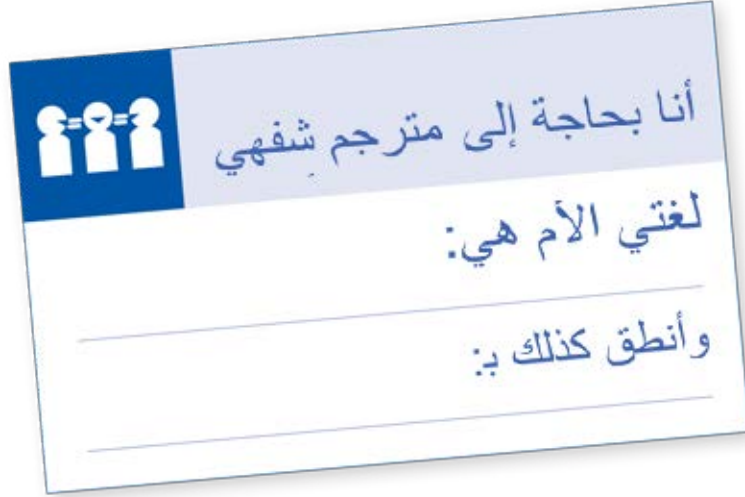 أنا بحاجة إلى مترجم شِفهي
لغتي الأم هي:
وأنطق كذلك بـ: